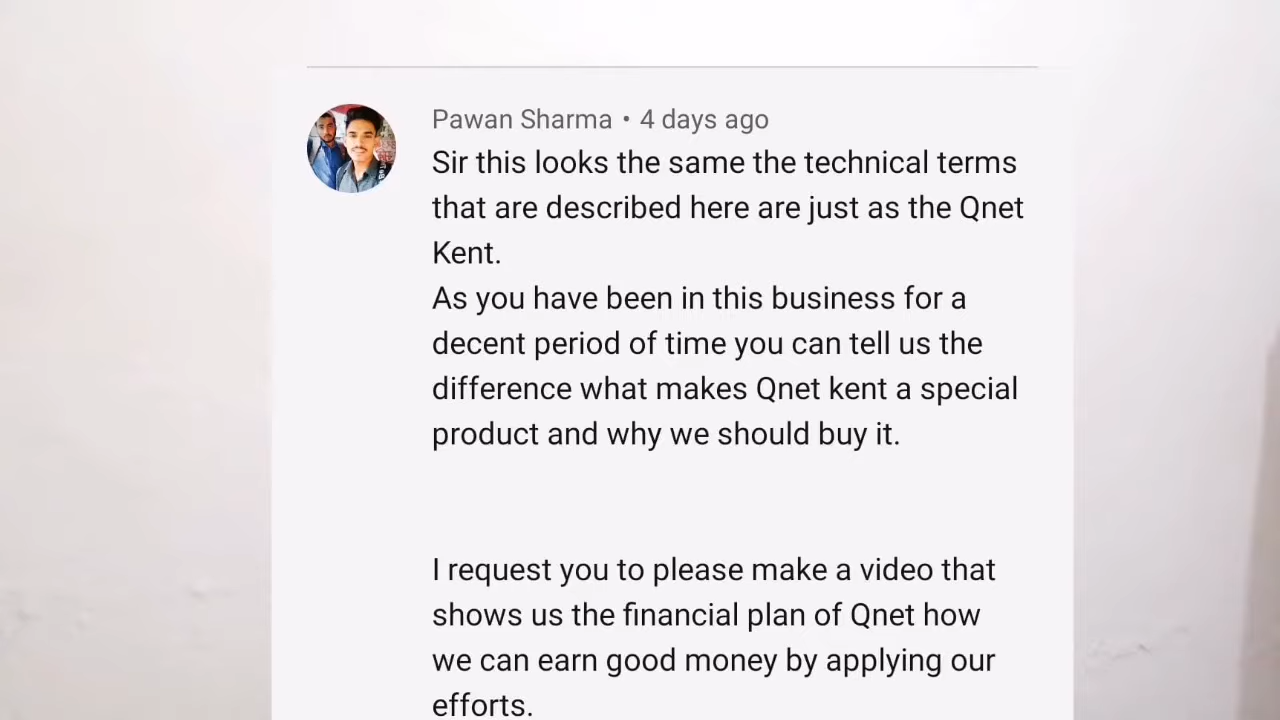 Pawan Sharma • 4 days ago
Sir this looks the same the technical terms
that are described here are just as the Qnet
Kent.
As you have been in this business for a
decent period of time you can tell us the
difference what makes Qnet kent a special
product and why we should buy it.
I request you to please make a video that
shows us the financial plan of Qnet how
we can earn good money by applying our
efforts.